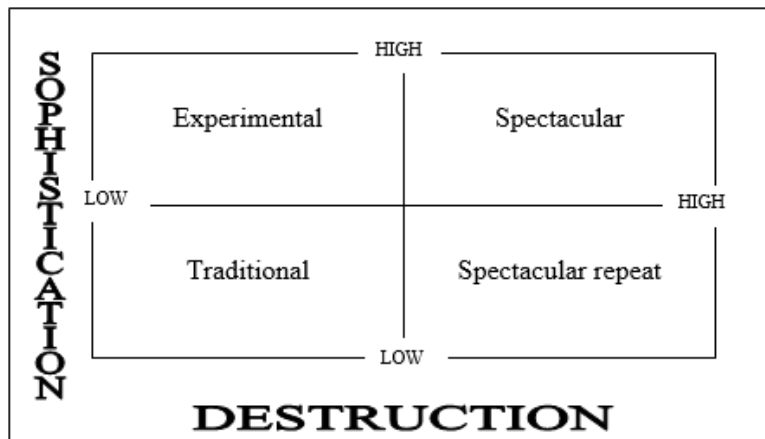 HIGH
SOPHISTICATION
Experimental Spectacular
LOW HIGH
Traditional Spectacular repeat
LOW
DESTRUCTION